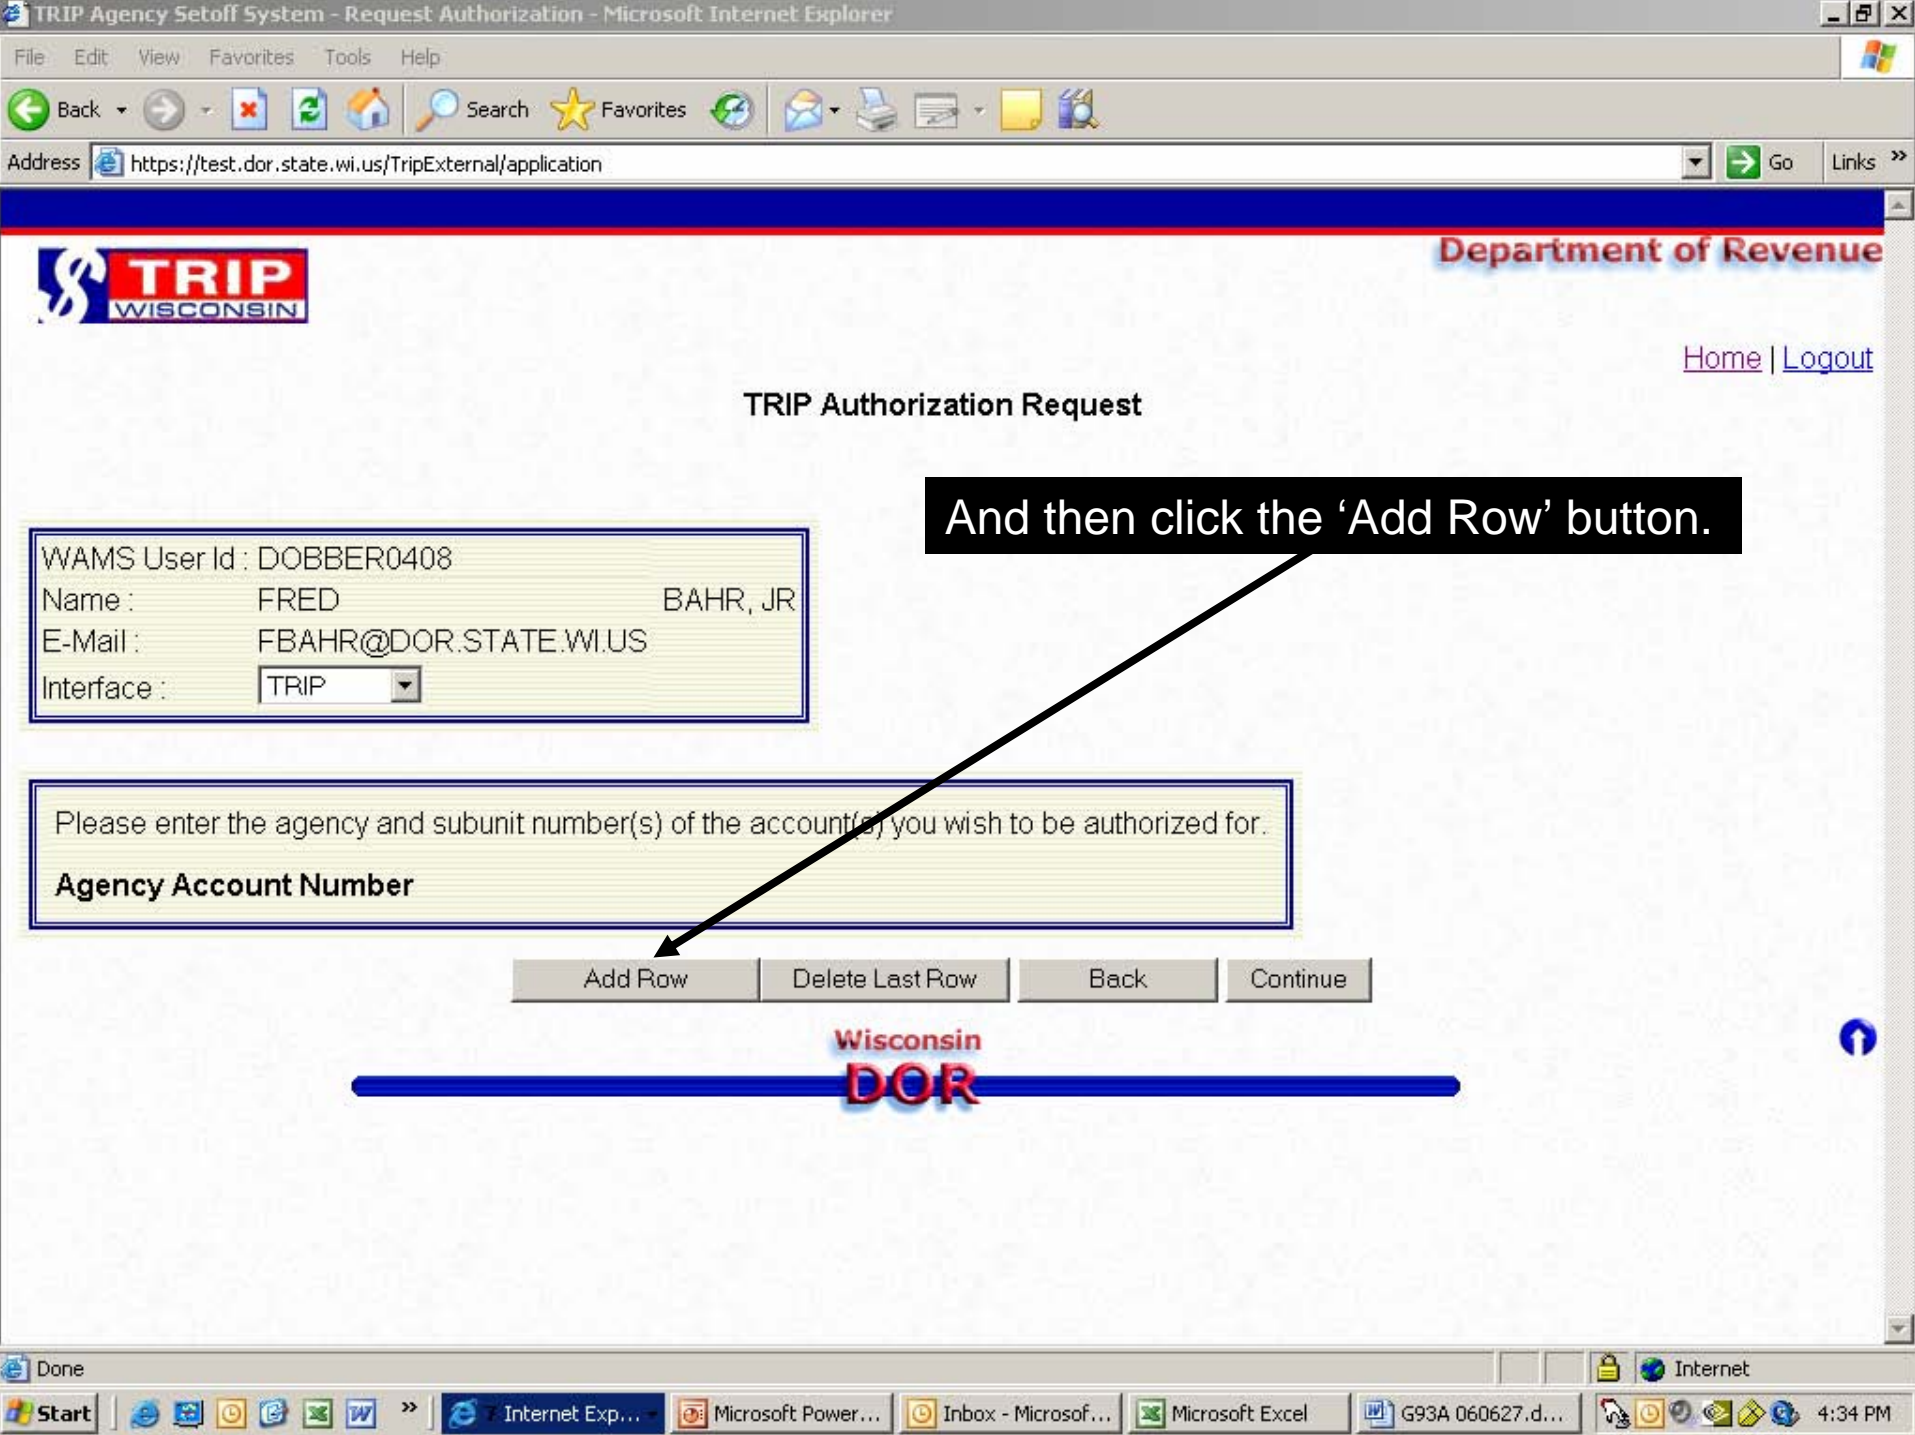 TRIP Agency Setoff System - Request Authorization - Microsoft Internet Explorer
File Edit View Favorites Tools Help
Back Search Favorites
Address https://test.dor.state.wi.us/TripExternal/application Go Links »
TRIP
WISCONSIN
Department of Revenue
Home | Logout
TRIP Authorization Request
And then click the ‘Add Row’ button.
WAMS User Id : DOBBER0408
Name : FRED BAHR, JR
E-Mail : FBAHR@DOR.STATE.WI.US
Interface : TRIP
Please enter the agency and subunit number(s) of the account(s) you wish to be authorized for.
Agency Account Number
Add Row Delete Last Row Back Continue
Wisconsin
DOR
Done Internet
Start » 7 Internet Exp... Microsoft Power... Inbox - Microsof... Microsoft Excel G93A 060627.d... 4:34 PM